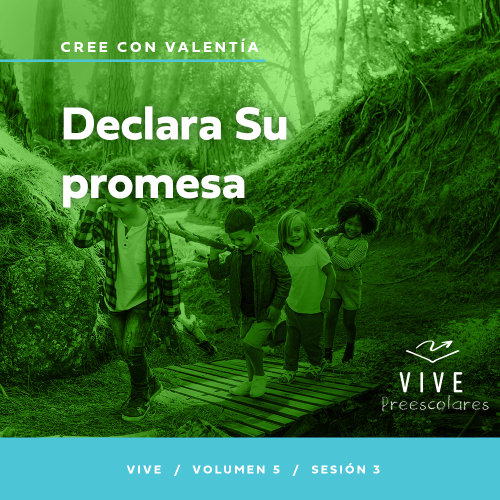 CREE CON VALENTÍA
Declara Su
promesa
VIVE
Preescolares
VIVE / VOLUMEN 5 / SESIÓN 3